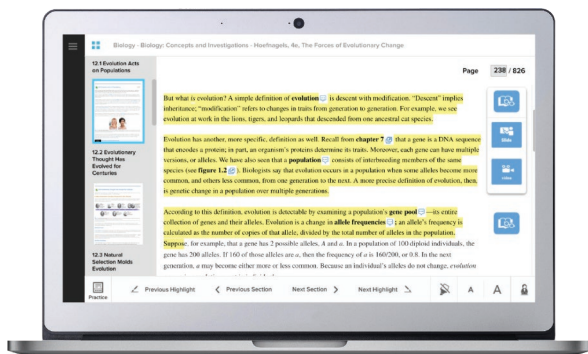 Biology - Biology: Concepts and Investigations - Hoefnagels, 4e, The Forces of Evolutionary Change
12.1 Evolution Acts
on Populations
12.2 Evolutionary
Thought Has
Evolved for
Centuries
12.3 Natural
Selection Molds
Evolution
Page 238 / 826
But what is evolution? A simple definition of evolution is descent with modification. "Descent" implies
inheritance; "modification" refers to changes in traits from generation to generation. For example, we see
evolution at work in the lions, tigers, and leopards that descended from one ancestral cat species.
Evolution has another, more specific, definition as well. Recall from chapter 7 that a gene is a DNA sequence
that encodes a protein; in part, an organism's proteins determine its traits. Moreover, each gene can have multiple
versions, or alleles. We have also seen that a population consists of interbreeding members of the same
species (see figure 1.2 ). Biologists say that evolution occurs in a population when some alleles become more
common, and others less common, from one generation to the next. A more precise definition of evolution, then,
is genetic change in a population over multiple generations.
According to this definition, evolution is detectable by examining a population's gene pool —its entire
collection of genes and their alleles. Evolution is a change in allele frequencies ; an allele's frequency is
calculated as the number of copies of that allele, divided by the total number of alleles in the population.
Suppose, for example, that a gene has 2 possible alleles, A and a. In a population of 100 diploid individuals, the
gene has 200 alleles. If 160 of those alleles are a, then the frequency of a is 160/200, or 0.8. In the next
generation, a may become either more or less common. Because an individual's alleles do not change, evolution
Slide
Video
Practice
Previous Highlight
Previous Section
Next Section
Next Highlight
A
A